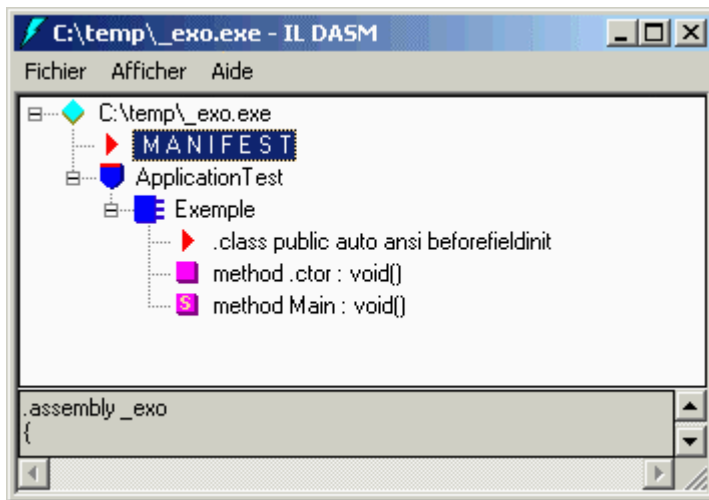 C:\temp\_exo.exe - IL DASM
Fichier Afficher Aide
C:\temp\_exo.exe
M A N I F E S T
ApplicationTest
Exemple
.class public auto ansi beforefieldinit
method .ctor : void()
S method Main : void()
.assembly _exo
{